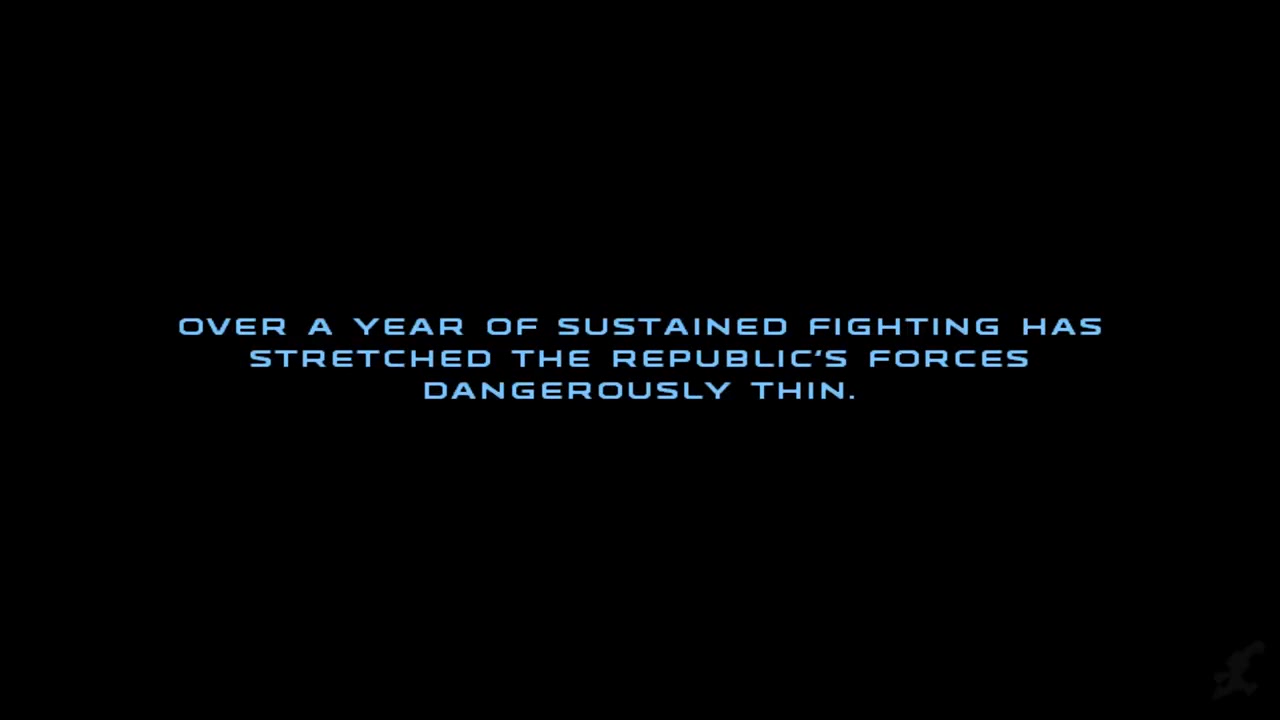 OVER A YEAR OF SUSTAINED FIGHTING HAS
STRETCHED THE REPUBLIC'S FORCES
DANGEROUSLY THIN.